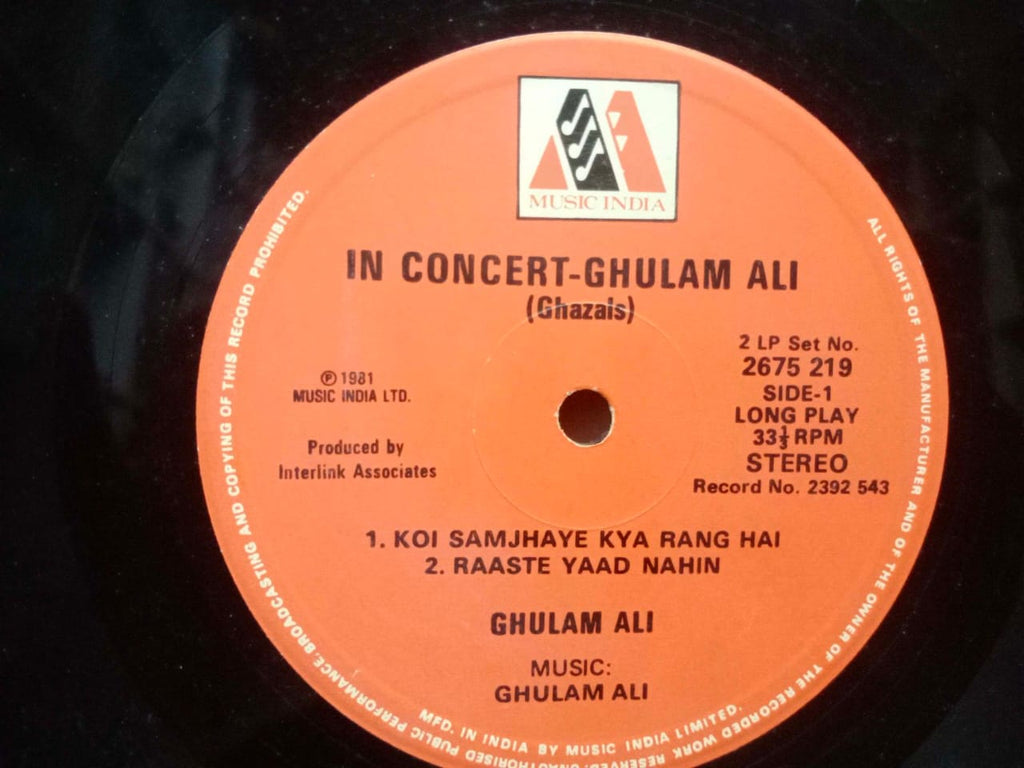 MUSIC INDIA
IN CONCERT-GHULAM ALI
(Ghazals)
℗ 1981
MUSIC INDIA LTD.
Produced by
Interlink Associates
2 LP Set No.
2675 219
SIDE-1
LONG PLAY
33⅓ RPM
STEREO
Record No. 2392 543
1. KOI SAMJHAYE KYA RANG HAI
2. RAASTE YAAD NAHIN
GHULAM ALI
MUSIC:
GHULAM ALI
MFD. IN INDIA BY MUSIC INDIA LIMITED.
ALL RIGHTS OF THE MANUFACTURER AND OF THE OWNER OF THE RECORDED WORK RESERVED. UNAUTHORISED PUBLIC PERFORMANCE, BROADCASTING AND COPYING OF THIS RECORD PROHIBITED.